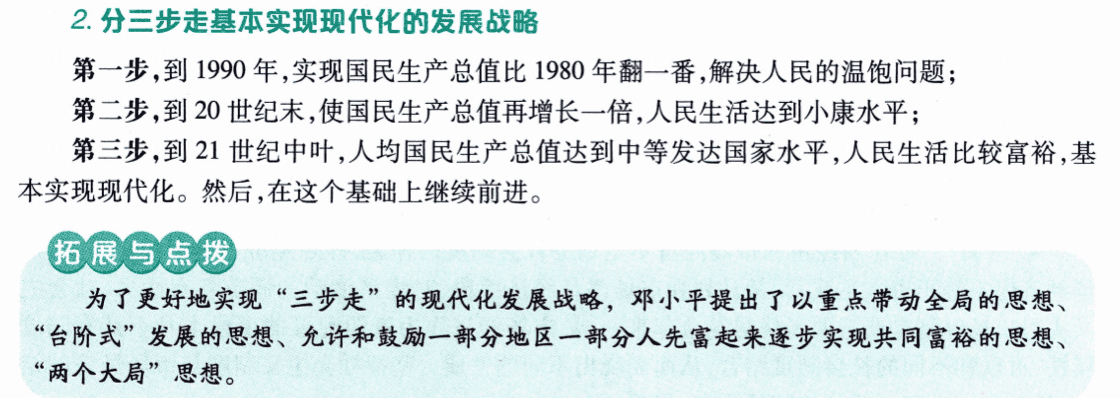 2. 分三步走基本实现现代化的发展战略
第一步,到 1990 年,实现国民生产总值比 1980 年翻一番,解决人民的温饱问题;
第二步,到 20 世纪末,使国民生产总值再增长一倍,人民生活达到小康水平;
第三步,到 21 世纪中叶,人均国民生产总值达到中等发达国家水平,人民生活比较富裕,基
本实现现代化。然后,在这个基础上继续前进。
拓展与点拨
为了更好地实现“三步走”的现代化发展战略，邓小平提出了以重点带动全局的思想、
“台阶式”发展的思想、允许和鼓励一部分地区一部分人先富起来逐步实现共同富裕的思想、
“两个大局”思想。